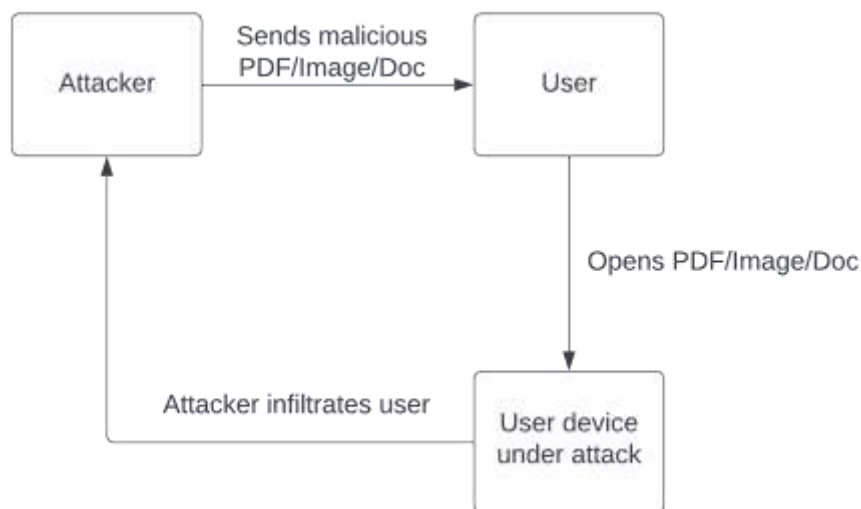 Sends malicious
PDF/Image/Doc
Attacker
User
Opens PDF/Image/Doc
Attacker infiltrates user
User device
under attack